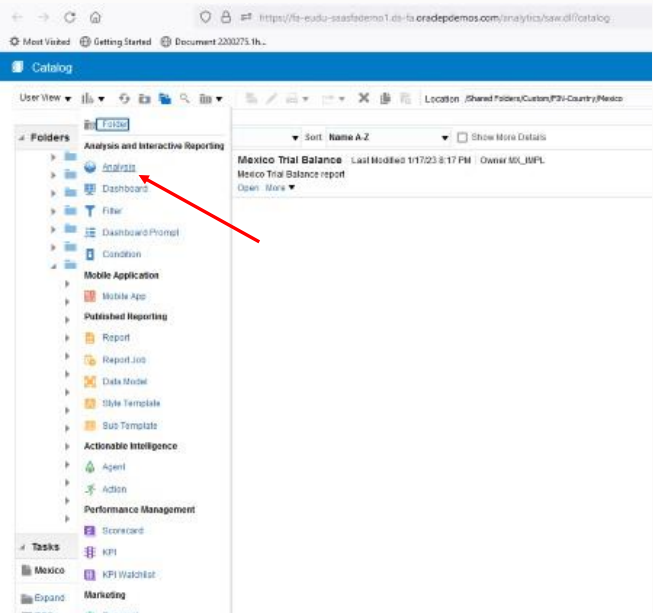 https://fa-eudu-saasfademo1.ds-fa.oradepdemos.com/analytics/saw.dll?catalog
Most Visited Getting Started Document 2200275.1h...
Catalog
User View
Location /Shared Folders/Custom/FSV-Country/Mexico
Folder
Folders
Sort Name A-Z Show More Details
Analysis and Interactive Reporting
Mexico Trial Balance Last Modified 1/17/23 8:17 PM Owner MX_IMPL
Mexico Trial Balance report
Open More
Analysis
Dashboard
Filter
Dashboard Prompt
Condition
Mobile Application
Mobile App
Published Reporting
Report
Report Job
Data Model
Style Template
Sub Template
Actionable Intelligence
Agent
Action
Performance Management
Scorecard
Tasks
KPI
Mexico
KPI Watchlist
Marketing
Expand